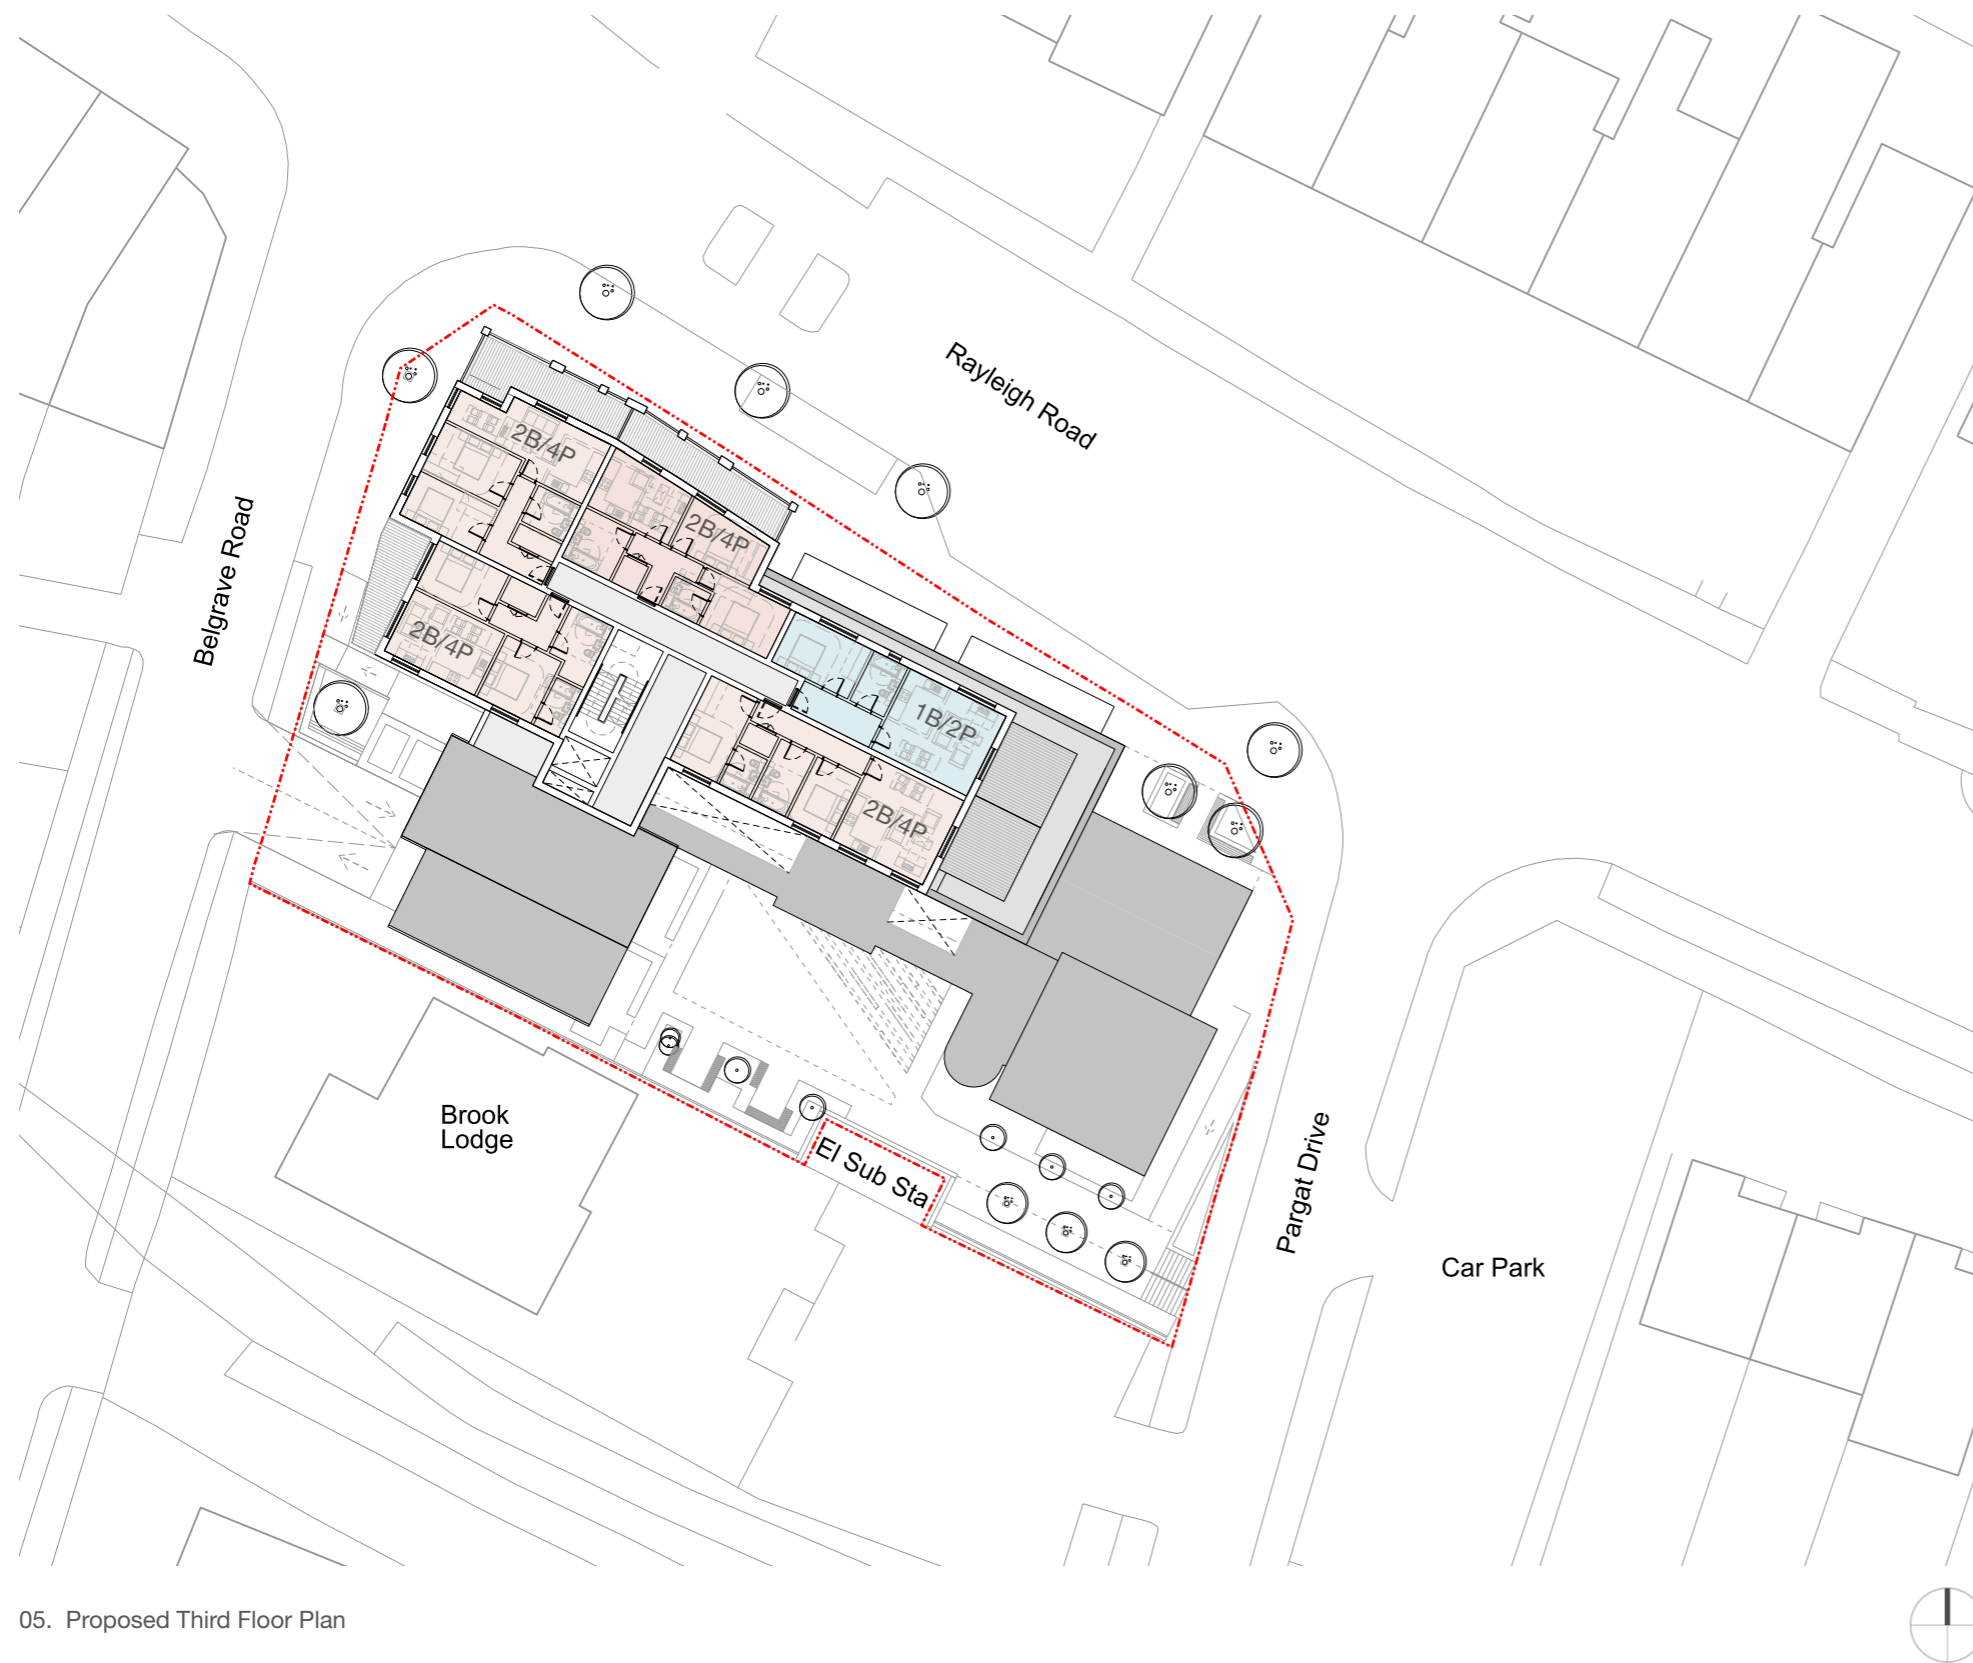 Rayleigh Road
2B/4P
2B/4P
Belgrave Road
2B/4P
1B/2P
2B/4P
Brook
Lodge
El Sub Sta
Pargat Drive
Car Park
05. Proposed Third Floor Plan